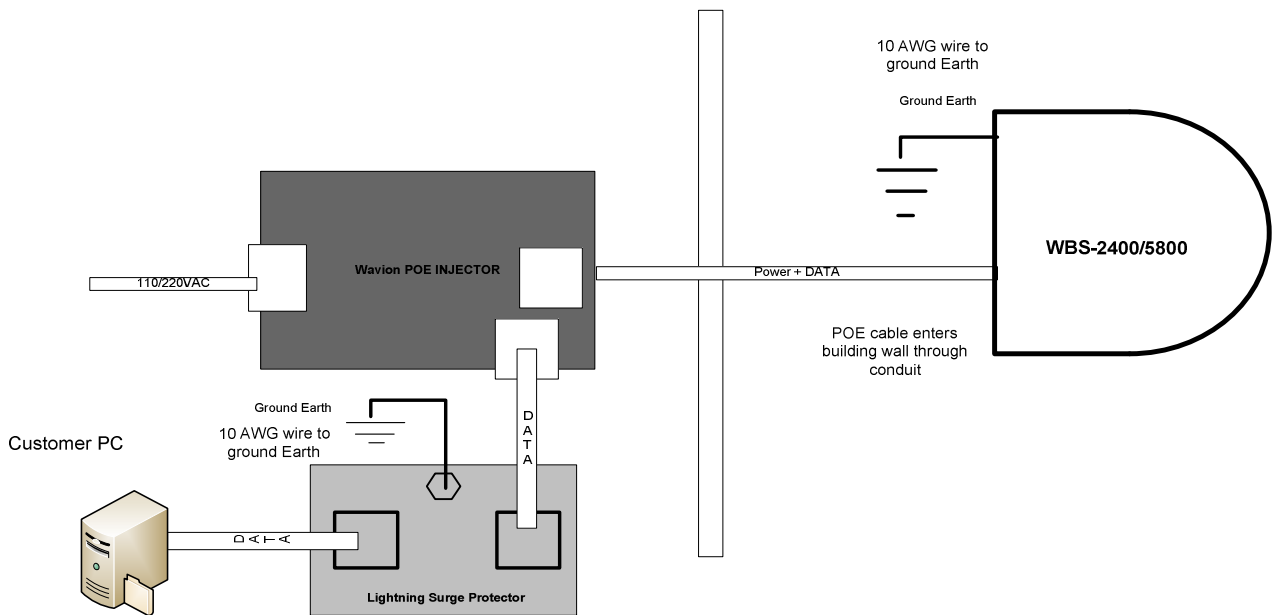 10 AWG wire to
ground Earth
Ground Earth
WBS-2400/5800
Wavion POE INJECTOR
110/220VAC
Power + DATA
POE cable enters
building wall through
conduit
DATA
Ground Earth
10 AWG wire to
ground Earth
Customer PC
DATA
Lightning Surge Protector